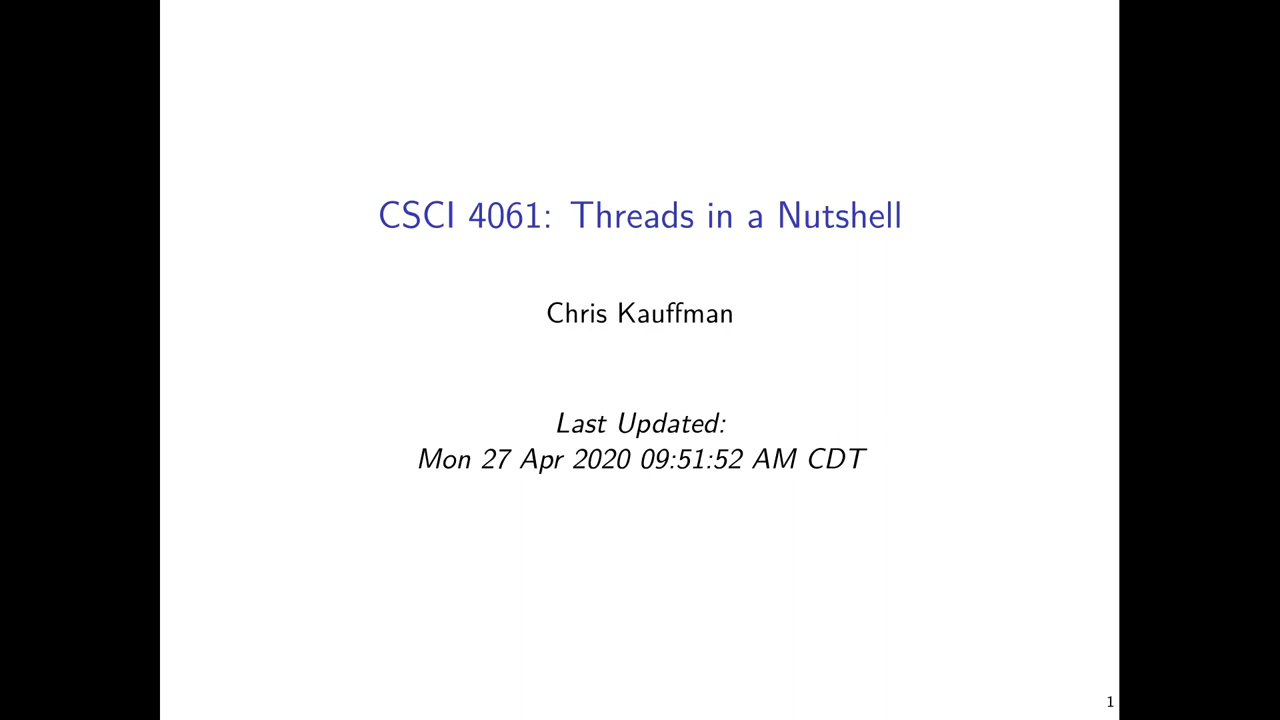 CSCI 4061: Threads in a Nutshell
Chris Kauffman
Last Updated:
Mon 27 Apr 2020 09:51:52 AM CDT
1